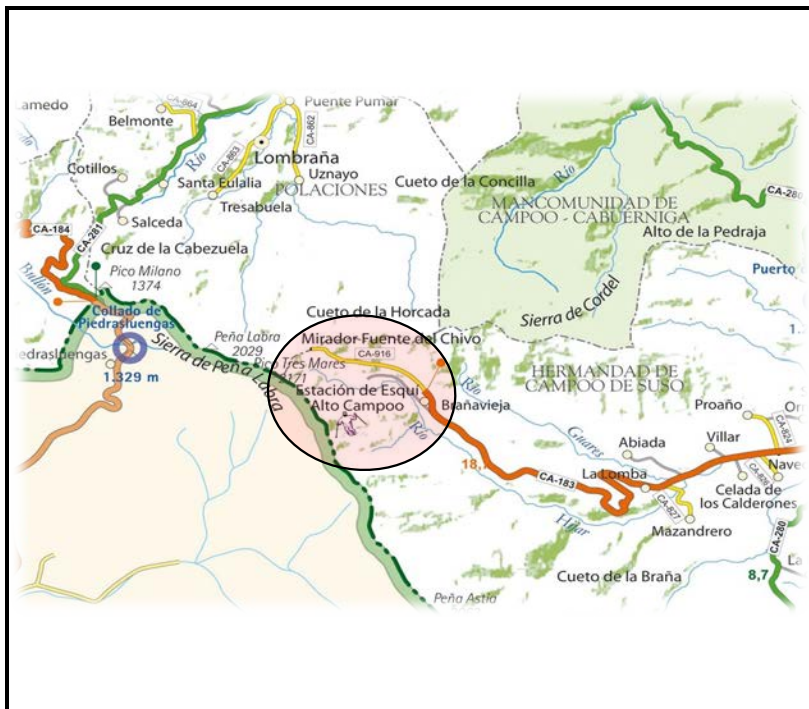 CA-864
Puente Pumar
Belmonte
CA-862
Río
CA-863
Lombraña
Cotillos
Uznayo
Santa Eulalia
POLACIONES
Cueto de la Concilla
Río
Tresabuela
MANCOMUNIDAD DE
CAMPOO - CABUÉRNIGA
CA-280
CA-184
CA-281
Salceda
Alto de la Pedraja
Cruz de la Cabezuela
Pico Milano
1374
Bullón
Puerto
Cueto de la Horcada
Sierra de Cordel
Collado de
Piedrasluengas
Peña Labra
2029
Mirador Fuente del Chivo
1.329 m
Sierra de Peña Labra
Pico Tres Mares
CA-916
Río
HERMANDAD DE
CAMPOO DE SUSO
Estación de Esquí
Alto Campoo
Brañavieja
Río
Guares
Proaño
CA-824
Abiada
Villar
CA-183
La Lomba
CA-826
Celada de
los Calderones
CA-827
Híjar
Mazandrero
CA-280
Cueto de la Braña
8,7
Peña Astia